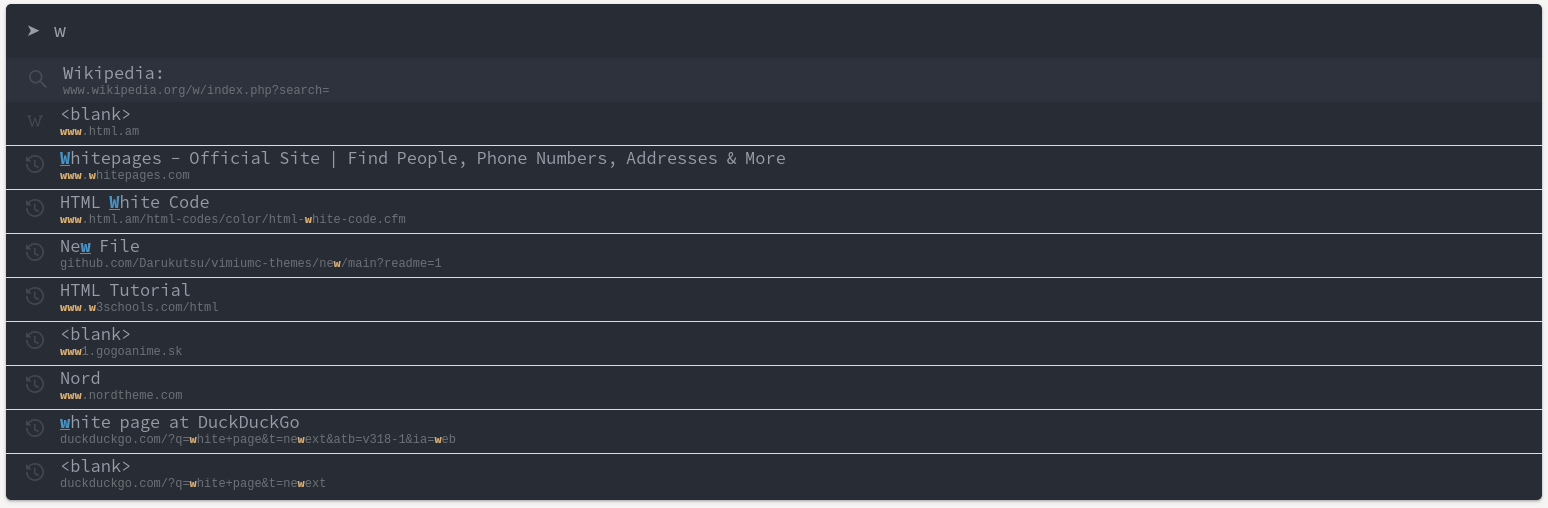 ➤ w
Wikipedia:
www.wikipedia.org/w/index.php?search=
W <blank>
www.html.am
Whitepages - Official Site | Find People, Phone Numbers, Addresses & More
www.whitepages.com
HTML White Code
www.html.am/html-codes/color/html-white-code.cfm
New File
github.com/Darukutsu/vimiumc-themes/new/main?readme=1
HTML Tutorial
www.w3schools.com/html
<blank>
www1.gogoanime.sk
Nord
www.nordtheme.com
white page at DuckDuckGo
duckduckgo.com/?q=white+page&t=newext&atb=v318-1&ia=web
<blank>
duckduckgo.com/?q=white+page&t=newext